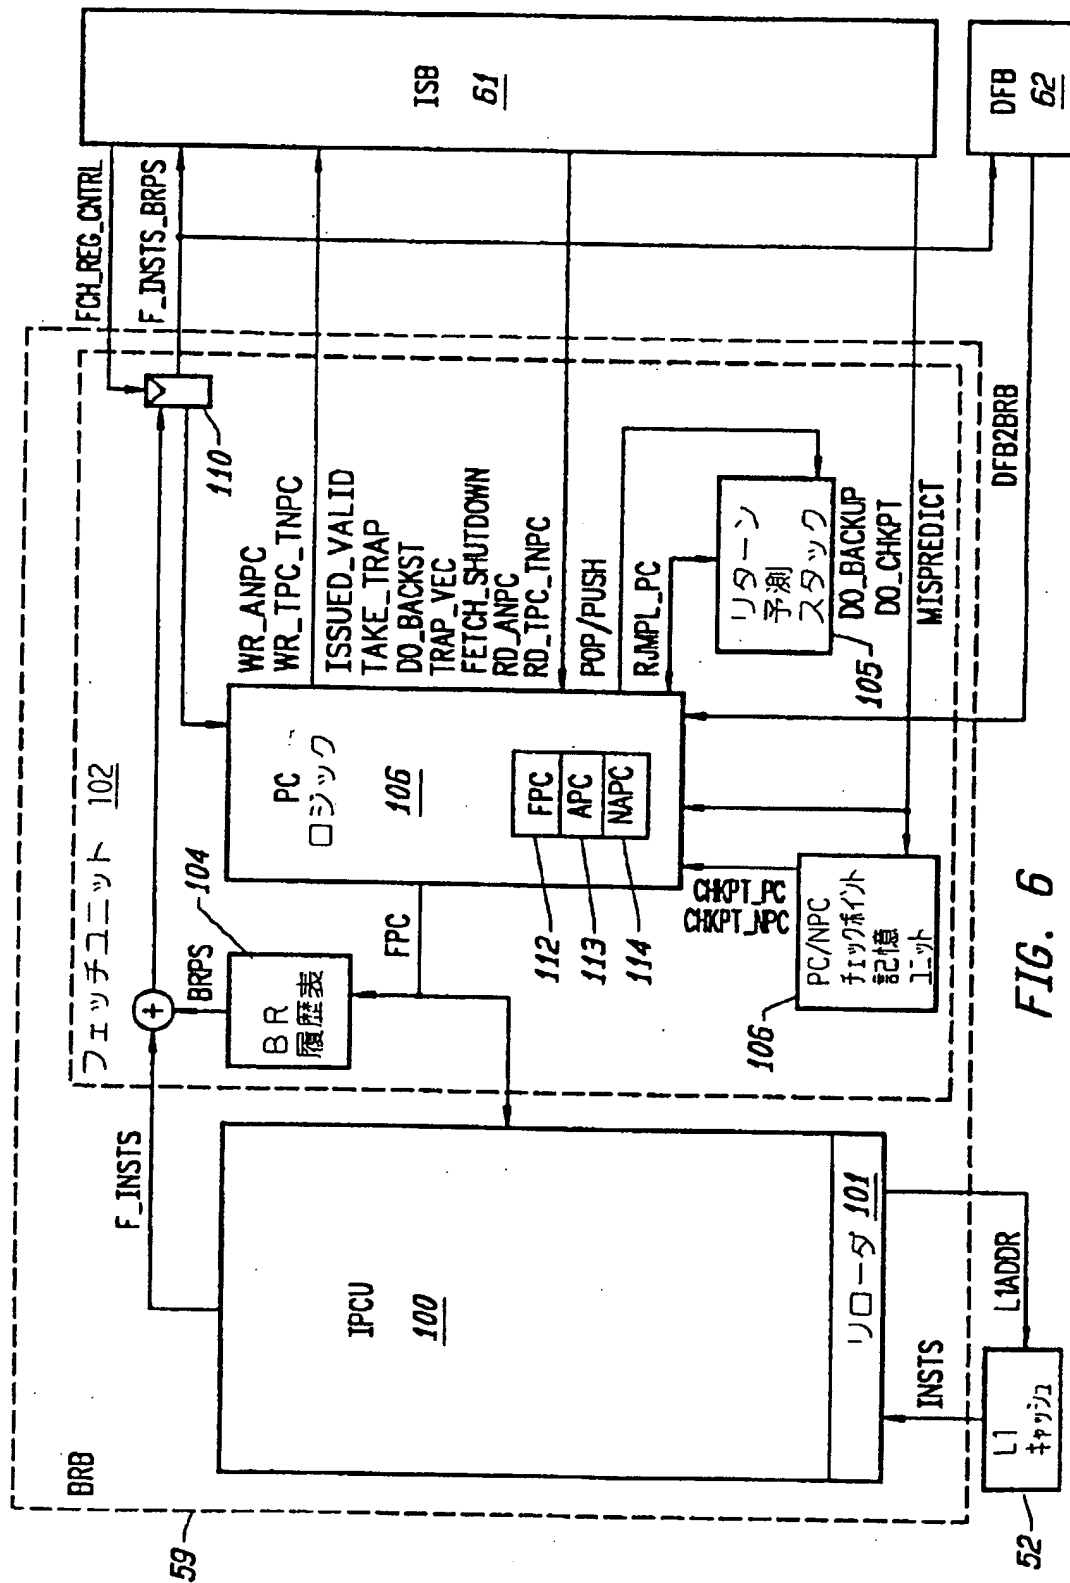 BRB
59
フェッチユニット 102
F_INSTS
FCH_REG_CNTRL
F_INSTS_BRPS
110
ISB
61
DFB
62
BRPS
104
BR
履歴表
FPC
PC
ロジック
106
WR_ANPC
WR_TPC_TNPC
ISSUED_VALID
TAKE_TRAP
DO_BACKST
TRAP_VEC
FETCH_SHUTDOWN
RD_ANPC
RD_TPC_TNPC
POP/PUSH
RJMPL_PC
FPC
APC
NAPC
112
113
114
リターン
予測
スタック
105
DO_BACKUP
DO_CHKPT
MISPREDICT
DFB2BRB
CHKPT_PC
CHKPT_NPC
PC/NPC
チェックポイント
記憶
ユニット
106
IPCU
100
リローダ 101
INSTS
L1ADDR
L1
キャッシュ
52
FIG. 6